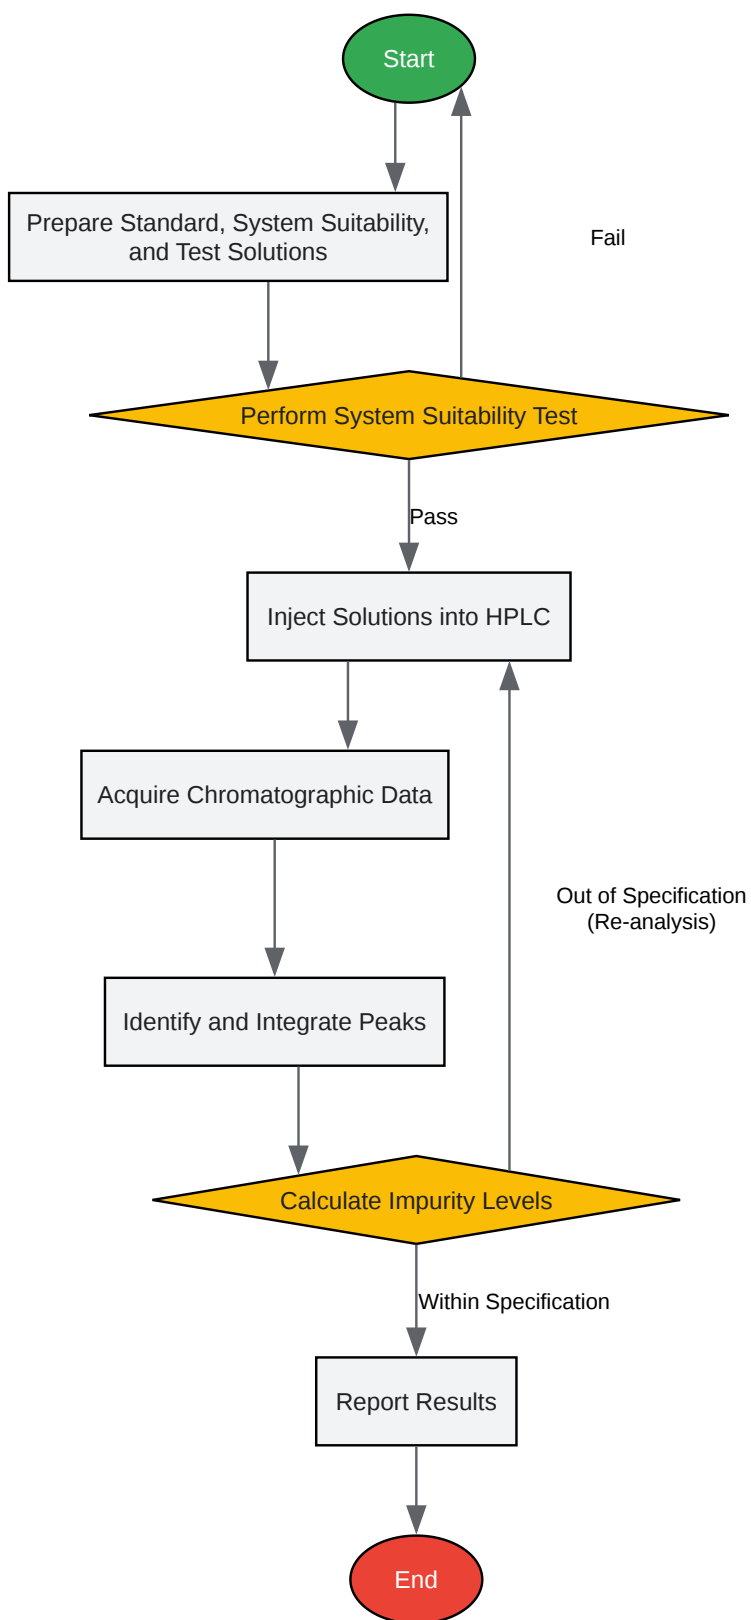 Start
Prepare Standard, System Suitability,
and Test Solutions
Fail
Perform System Suitability Test
Pass
Inject Solutions into HPLC
Acquire Chromatographic Data
Out of Specification
(Re-analysis)
Identify and Integrate Peaks
Calculate Impurity Levels
Within Specification
Report Results
End